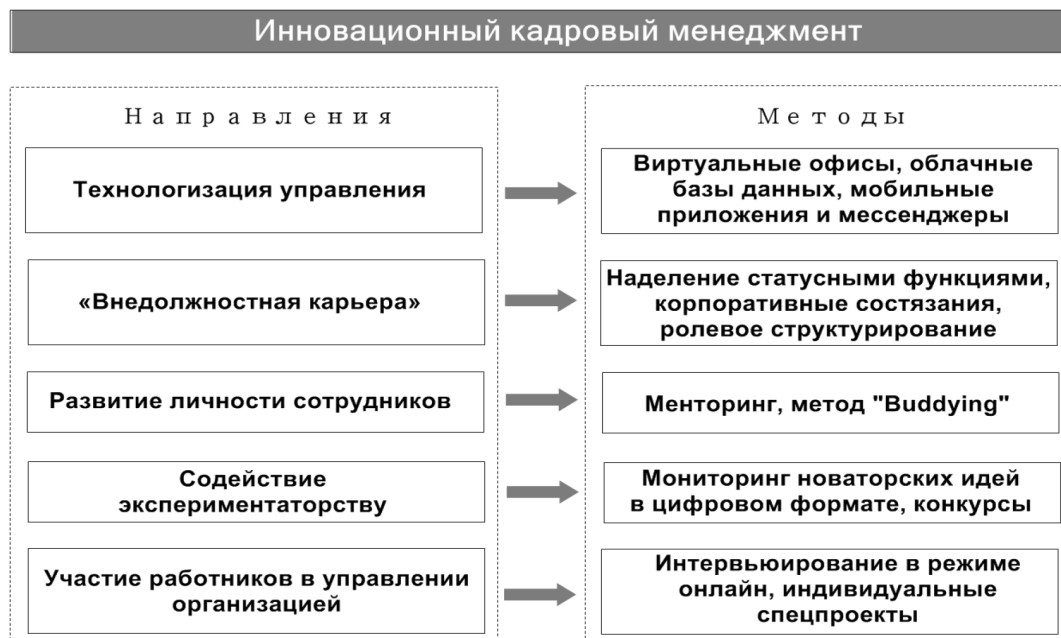 Инновационный кадровый менеджмент
Направления
Методы
Технологизация управления
Виртуальные офисы, облачные
базы данных, мобильные
приложения и мессенджеры
«Внедолжностная карьера»
Наделение статусными функциями,
корпоративные состязания,
ролевое структурирование
Развитие личности сотрудников
Менторинг, метод "Buddying"
Содействие
экспериментаторству
Мониторинг новаторских идей
в цифровом формате, конкурсы
Участие работников в управлении
организацией
Интервьюирование в режиме
онлайн, индивидуальные
спецпроекты